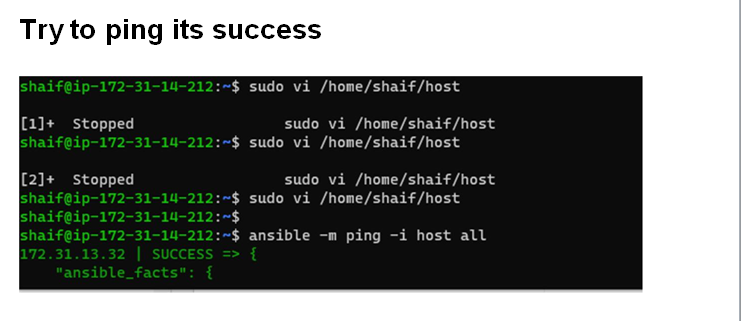 Try to ping its success
shaif@ip-172-31-14-212:~$ sudo vi /home/shaif/host
[1]+  Stopped                 sudo vi /home/shaif/host
shaif@ip-172-31-14-212:~$ sudo vi /home/shaif/host
[2]+  Stopped                 sudo vi /home/shaif/host
shaif@ip-172-31-14-212:~$ sudo vi /home/shaif/host
shaif@ip-172-31-14-212:~$
shaif@ip-172-31-14-212:~$ ansible -m ping -i host all
172.31.13.32 | SUCCESS => {
    "ansible_facts": {